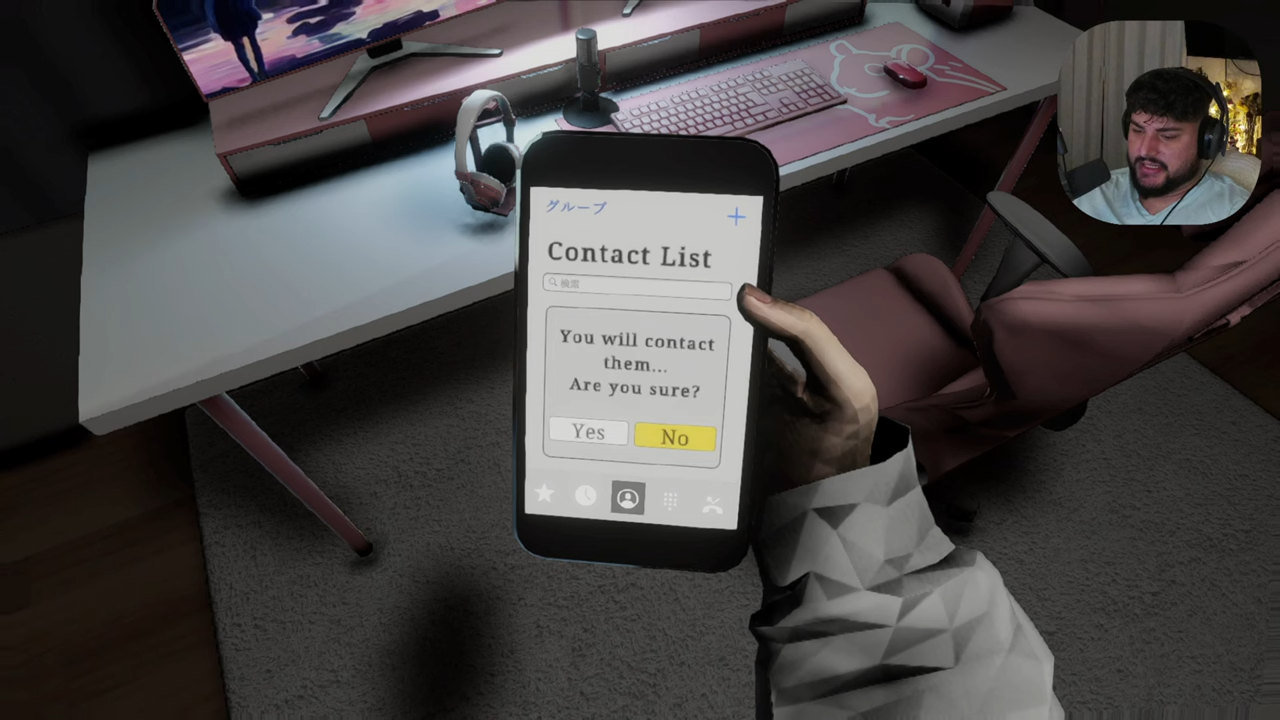 グループ
+
Contact List
検索
You will contact
them...
Are you sure?
Yes
No